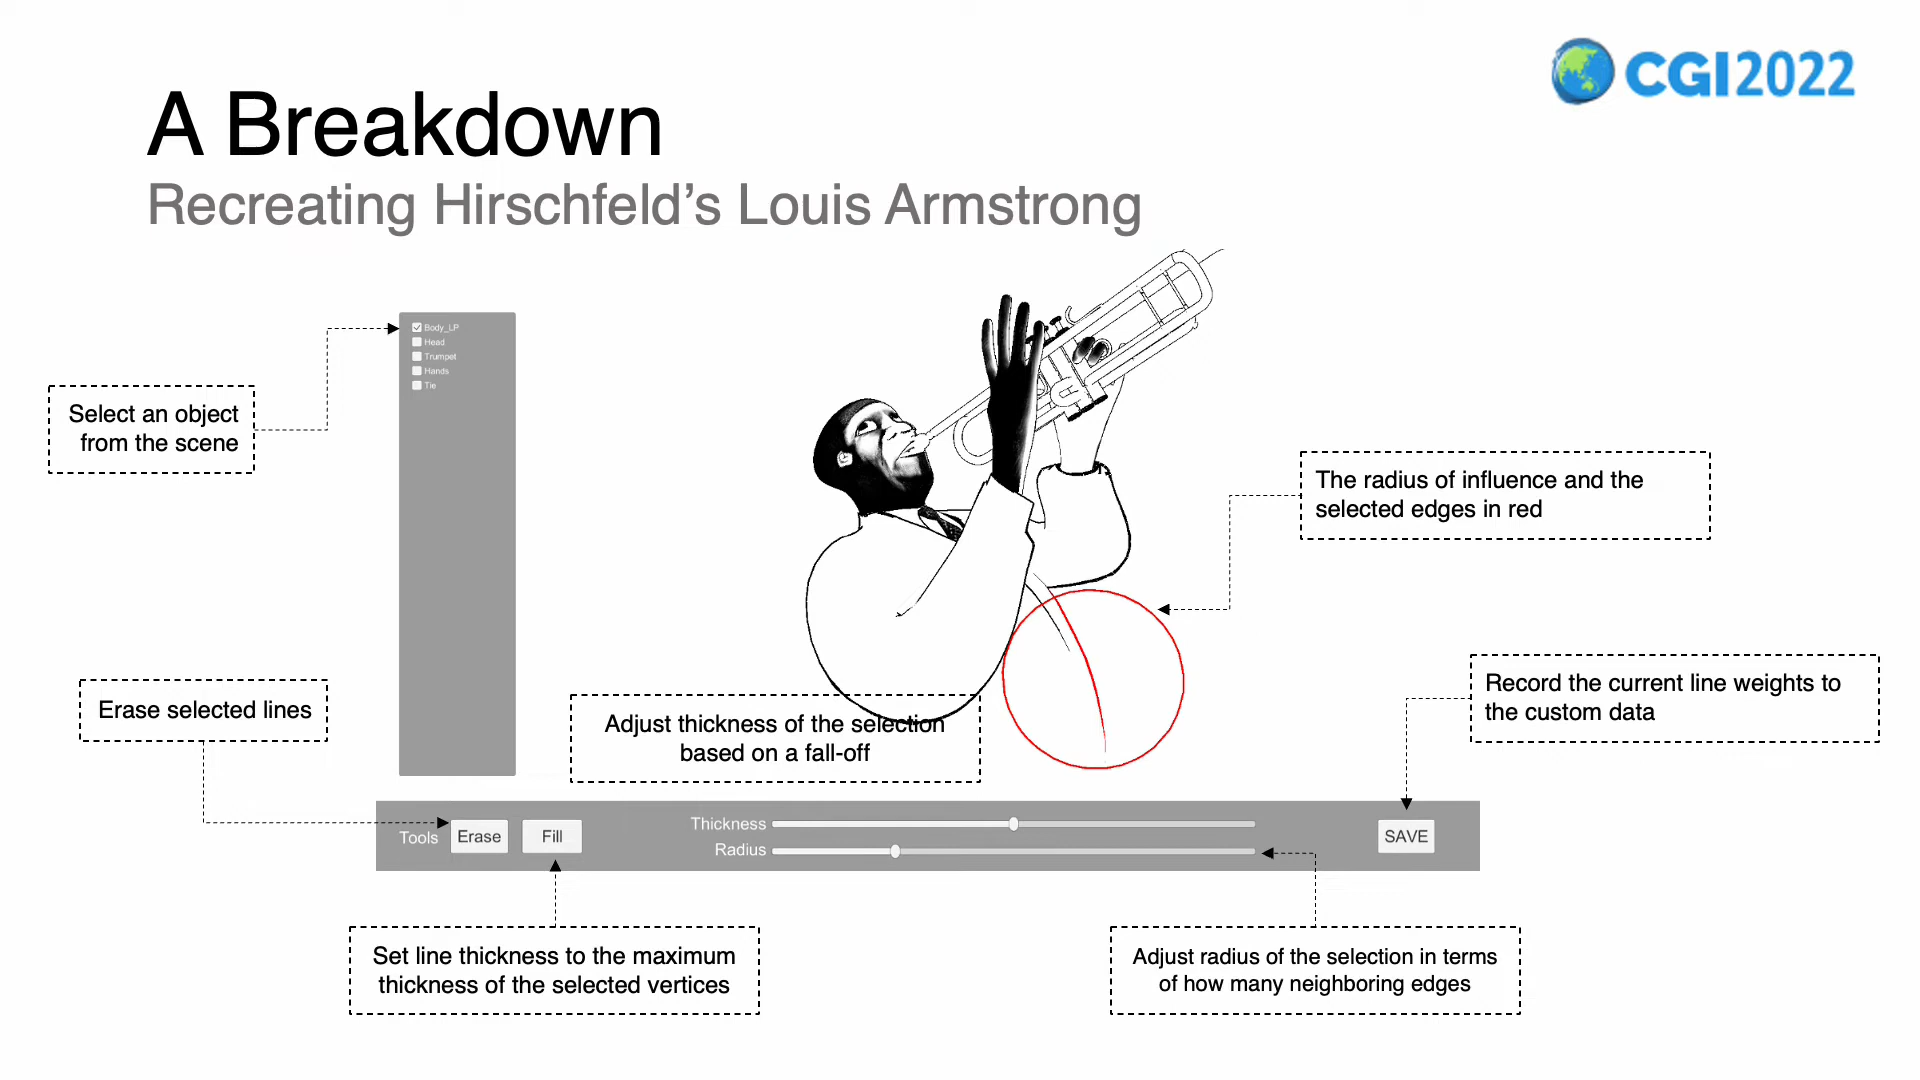 CGI2022
A Breakdown
Recreating Hirschfeld’s Louis Armstrong
Body_LP
Head
Trumpet
Hands
Tie
Select an object
from the scene
The radius of influence and the
selected edges in red
Erase selected lines
Adjust thickness of the selection
based on a fall-off
Record the current line weights to
the custom data
Tools
Erase
Fill
Thickness
Radius
SAVE
Set line thickness to the maximum
thickness of the selected vertices
Adjust radius of the selection in terms
of how many neighboring edges